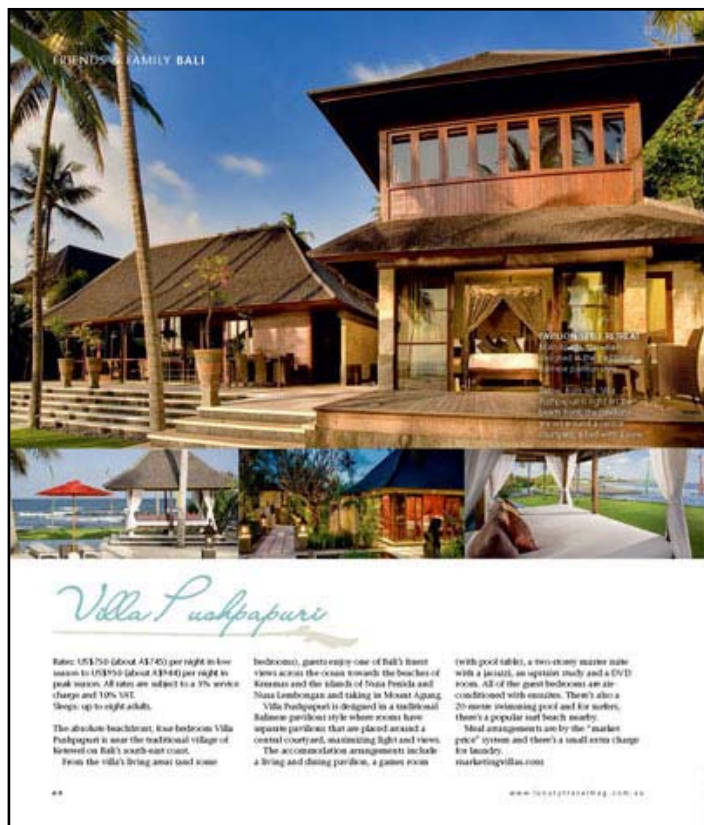 FRIENDS & FAMILY BALI
PAVILION STYLE RETREAT
Villa Pushpapuri
Rates: US$750 (about A$745) per night in low
season to US$950 (about A$944) per night in
peak season. All rates are subject to a 5% service
charge and 10% VAT.
Sleeps: up to eight adults.
The absolute beachfront, four-bedroom Villa
Pushpapuri is near the traditional village of
Ketewel on Bali's south-east coast.
From the villa's living areas (and some
bedrooms), guests enjoy one of Bali's finest
views across the ocean towards the beaches of
Keramas and the islands of Nusa Penida and
Nusa Lembongan and taking in Mount Agung.
Villa Pushpapuri is designed in a traditional
Balinese pavilions style where rooms have
separate pavilions that are placed around a
central courtyard, maximizing light and views.
The accommodation arrangements include
a living and dining pavilion, a games room
(with pool table), a two-storey master suite
with a jacuzzi, an upstairs study and a DVD
room. All of the guest bedrooms are air-
conditioned with ensuites. There's also a
20-metre swimming pool and for surfers,
there's a popular surf beach nearby.
Meal arrangements are by the "market
price" system and there's a small extra charge
for laundry.
marketingvillas.com
www.luxurytravelmag.com.au